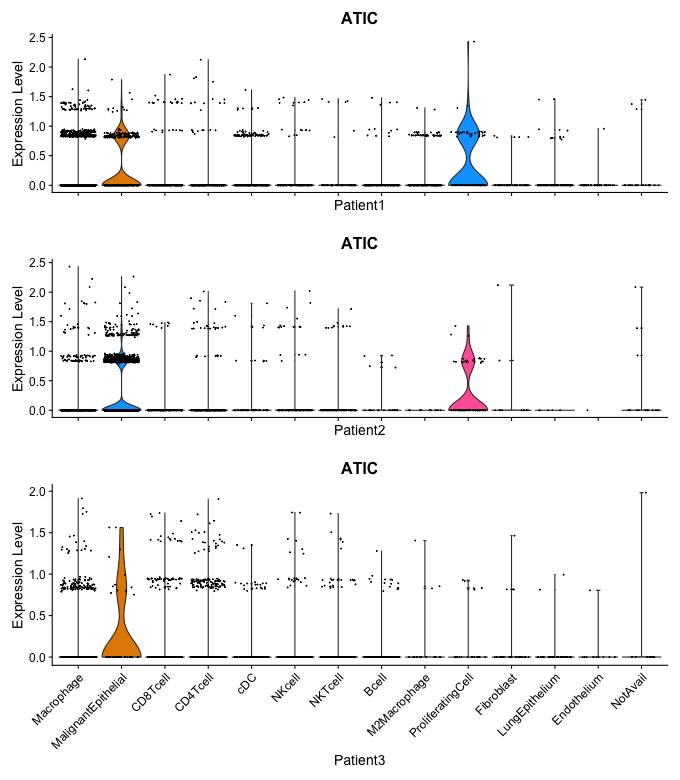 ATIC
Expression Level
2.5
2.0
1.5
1.0
0.5
0.0
Patient1
ATIC
Expression Level
2.5
2.0
1.5
1.0
0.5
0.0
Patient2
ATIC
Expression Level
2.0
1.5
1.0
0.5
0.0
Macrophage
MalignantEpithelial
CD8Tcell
CD4Tcell
cDC
NKcell
NKTcell
Bcell
M2Macrophage
ProliferatingCell
Fibroblast
LungEpithelium
Endothelium
NotAvail
Patient3